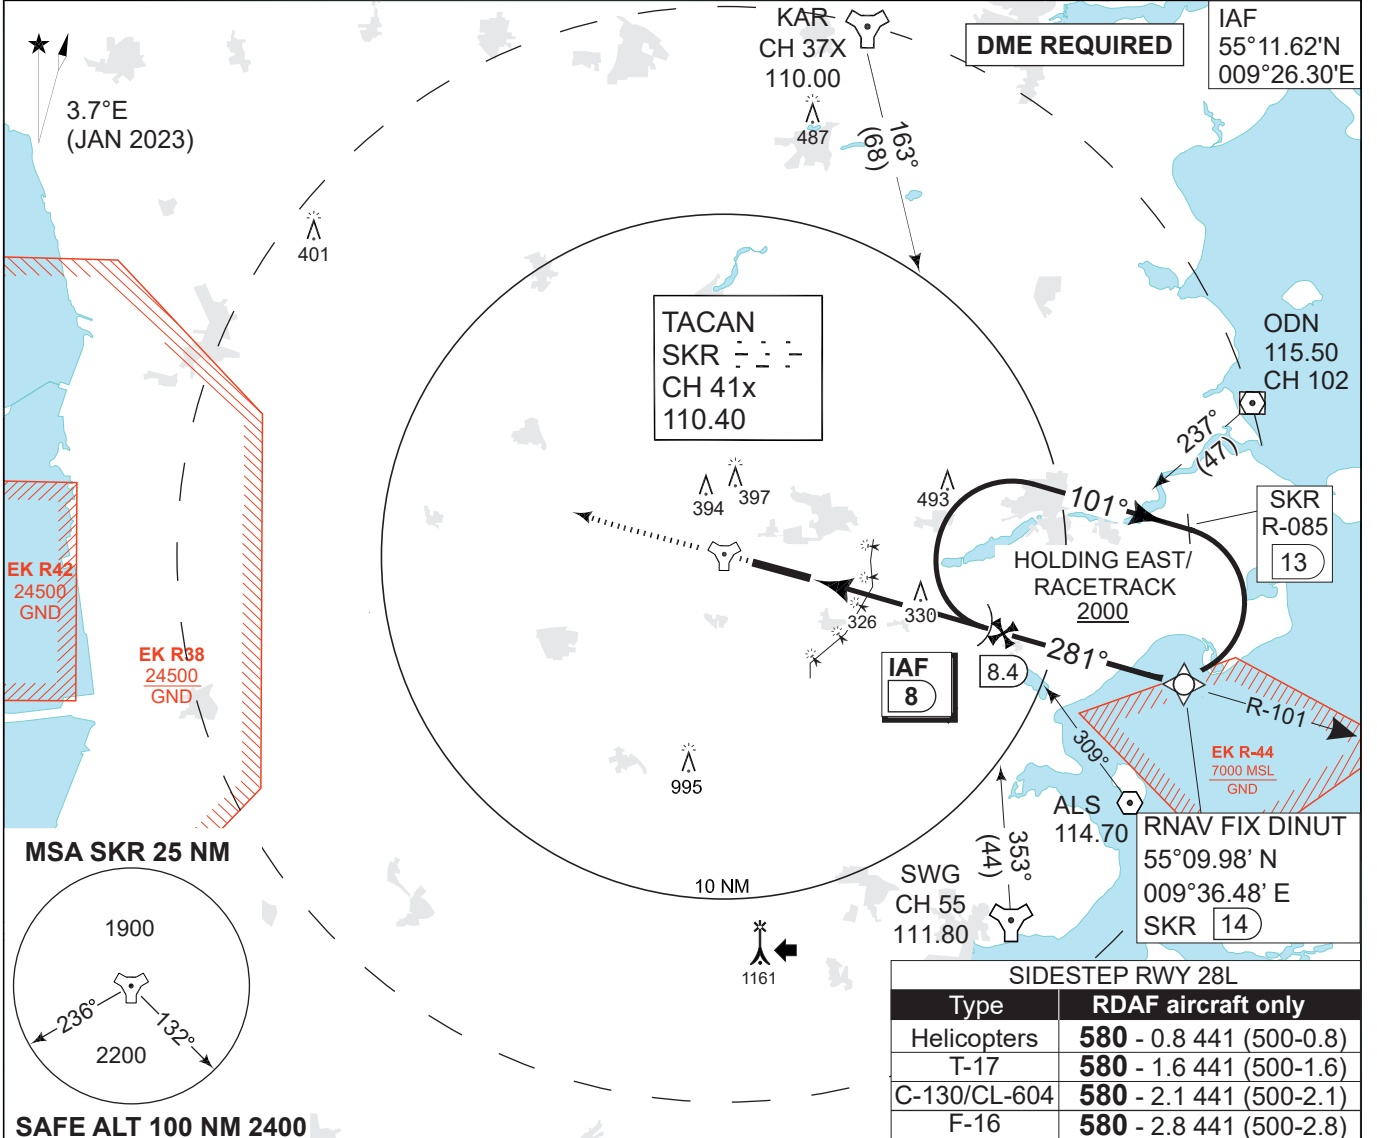 KAR
CH 37X
110.00
DME REQUIRED
IAF
55°11.62'N
009°26.30'E
3.7°E
(JAN 2023)
487
163°
(68)
401
TACAN
SKR
CH 41x
110.40
ODN
115.50
CH 102
237°
(47)
394
397
493
101°
SKR
R-085
13
HOLDING EAST/
RACETRACK
2000
EK R42
24500
GND
EK R38
24500
GND
326
330
IAF
8
8.4
281°
R-101
309°
EK R-44
7000 MSL
GND
995
ALS
114.70
RNAV FIX DINUT
55°09.98’ N
009°36.48’ E
SKR 14
353°
(44)
SWG
CH 55
111.80
10 NM
1161
MSA SKR 25 NM
1900
236°
132°
2200
SAFE ALT 100 NM 2400
SIDESTEP RWY 28L
Type RDAF aircraft only
Helicopters 580 - 0.8 441 (500-0.8)
T-17 580 - 1.6 441 (500-1.6)
C-130/CL-604 580 - 2.1 441 (500-2.1)
F-16 580 - 2.8 441 (500-2.8)